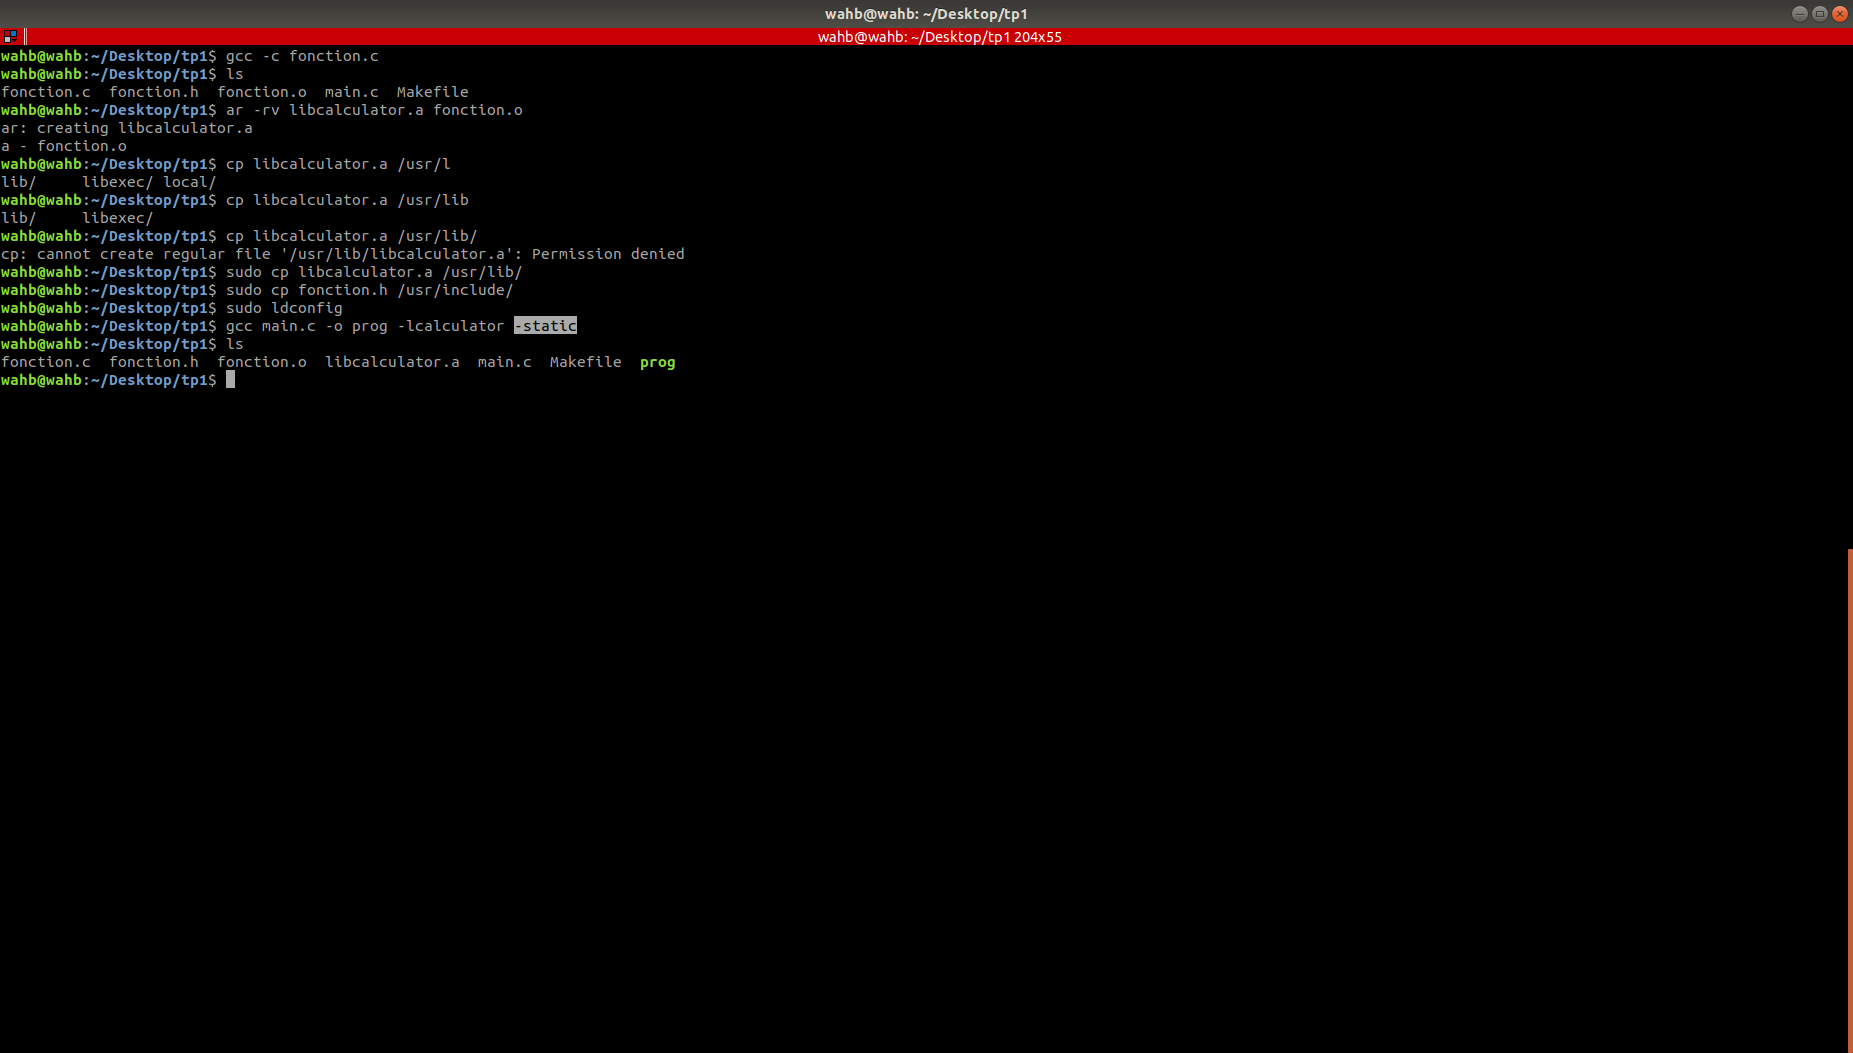 wahb@wahb: ~/Desktop/tp1
wahb@wahb: ~/Desktop/tp1 204x55
wahb@wahb:~/Desktop/tp1$ gcc -c fonction.c
wahb@wahb:~/Desktop/tp1$ ls
fonction.c  fonction.h  fonction.o  main.c  Makefile
wahb@wahb:~/Desktop/tp1$ ar -rv libcalculator.a fonction.o
ar: creating libcalculator.a
a - fonction.o
wahb@wahb:~/Desktop/tp1$ cp libcalculator.a /usr/l
lib/     libexec/ local/
wahb@wahb:~/Desktop/tp1$ cp libcalculator.a /usr/lib
lib/     libexec/
wahb@wahb:~/Desktop/tp1$ cp libcalculator.a /usr/lib/
cp: cannot create regular file '/usr/lib/libcalculator.a': Permission denied
wahb@wahb:~/Desktop/tp1$ sudo cp libcalculator.a /usr/lib/
wahb@wahb:~/Desktop/tp1$ sudo cp fonction.h /usr/include/
wahb@wahb:~/Desktop/tp1$ sudo ldconfig
wahb@wahb:~/Desktop/tp1$ gcc main.c -o prog -lcalculator -static
wahb@wahb:~/Desktop/tp1$ ls
fonction.c  fonction.h  fonction.o  libcalculator.a  main.c  Makefile  prog
wahb@wahb:~/Desktop/tp1$